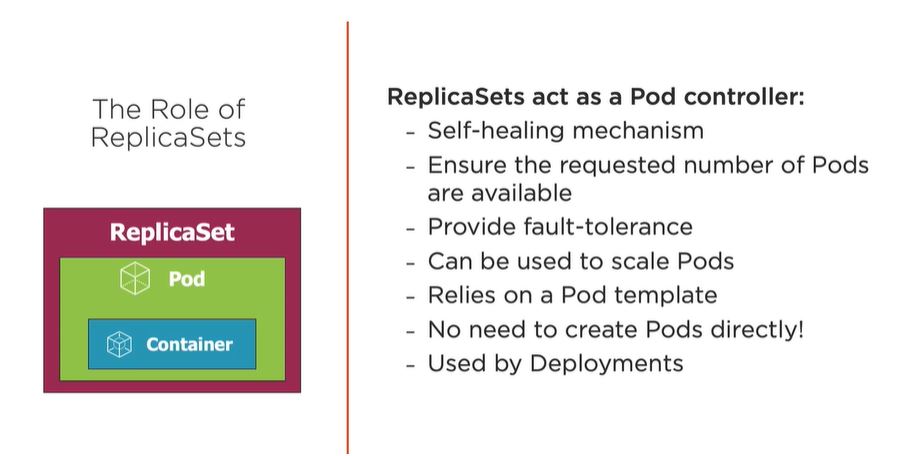 The Role of
ReplicaSets
ReplicaSet
Pod
Container
ReplicaSets act as a Pod controller:
- Self-healing mechanism
- Ensure the requested number of Pods
are available
- Provide fault-tolerance
- Can be used to scale Pods
- Relies on a Pod template
- No need to create Pods directly!
- Used by Deployments